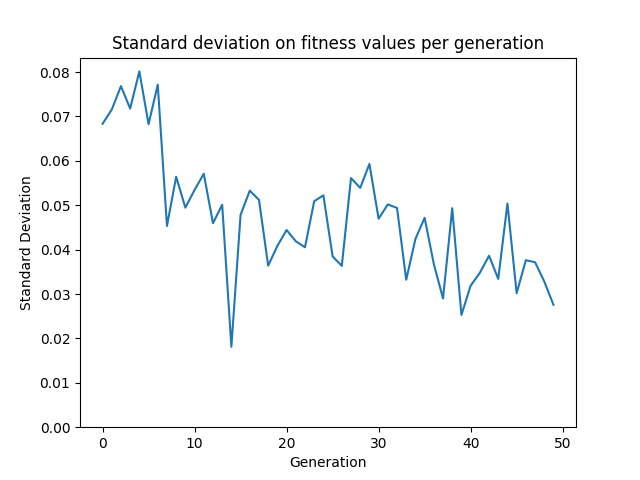 Standard deviation on fitness values per generation
0.08
0.07
0.06
0.05
0.04
0.03
0.02
0.01
0.00
Standard Deviation
0 10 20 30 40 50
Generation